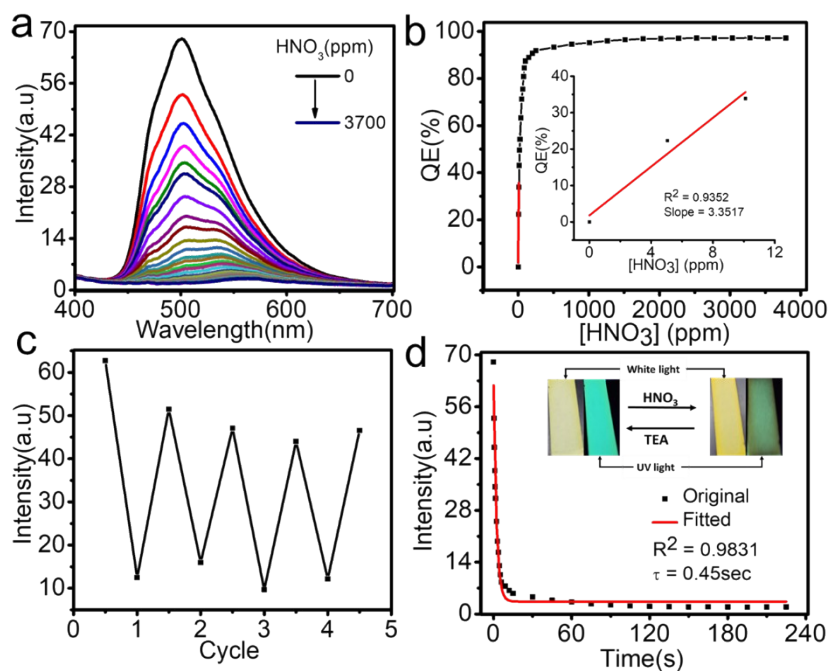 a
HNO3(ppm)
0
3700
70
56
42
28
14
0
Intensity(a.u)
400
500
600
700
Wavelength(nm)
b
100
80
60
40
20
0
QE(%)
0
1000
2000
3000
4000
[HNO3] (ppm)
40
30
20
10
0
QE(%)
R2 = 0.9352
Slope = 3.3517
0
4
8
12
[HNO3] (ppm)
c
60
50
40
30
20
10
Intensity(a.u)
0
1
2
3
4
5
Cycle
d
70
56
42
28
14
0
Intensity(a.u)
White light
HNO3
TEA
UV light
Original
Fitted
R2 = 0.9831
τ = 0.45sec
0
60
120
180
240
Time(s)